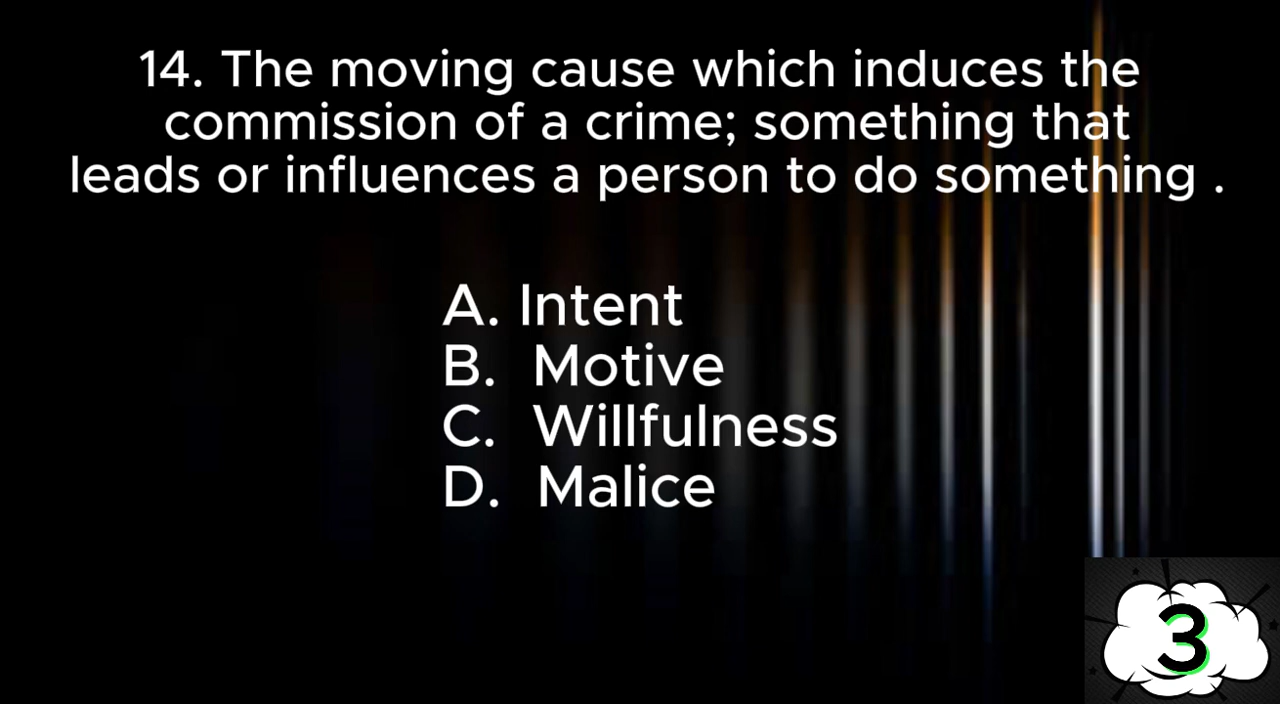 14. The moving cause which induces the
commission of a crime; something that
leads or influences a person to do something .
A. Intent
B. Motive
C. Willfulness
D. Malice
3